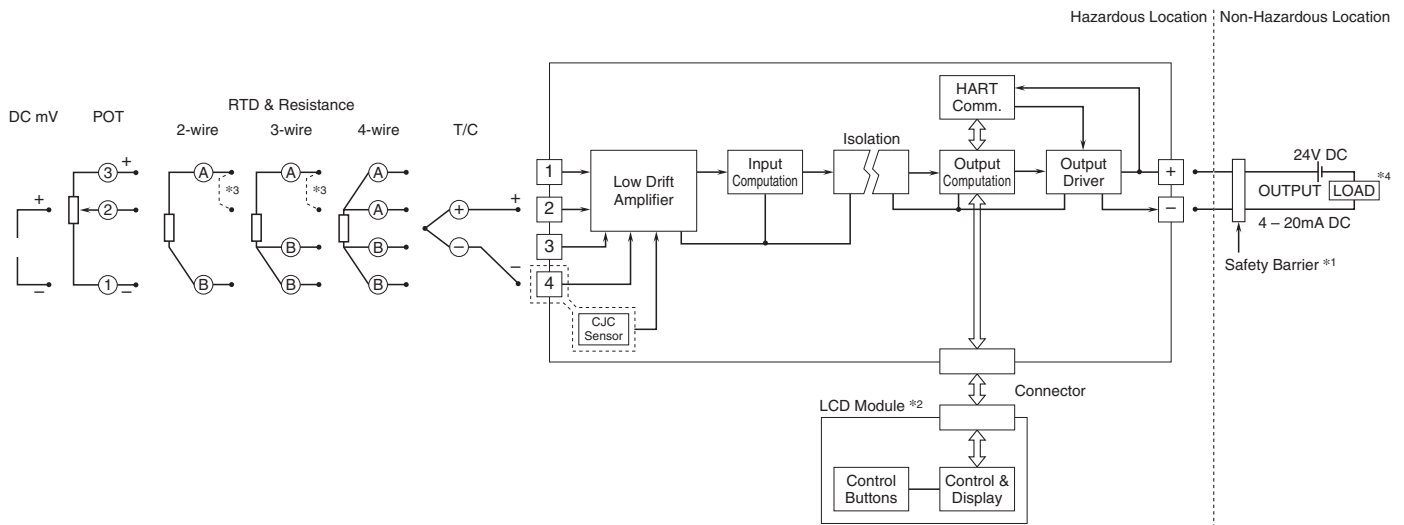 Hazardous Location
Non-Hazardous Location
DC mV
POT
RTD & Resistance
2-wire
3-wire
4-wire
T/C
+
–
3
+
2
1
–
A
*3
B
A
*3
B
B
A
A
B
B
+
–
+
–
1
2
3
4
CJC
Sensor
Low Drift
Amplifier
Input
Computation
Isolation
HART
Comm.
Output
Computation
Output
Driver
+
–
24V DC
OUTPUT
LOAD
*4
4 – 20mA DC
Safety Barrier *1
Connector
LCD Module *2
Control
Buttons
Control &
Display